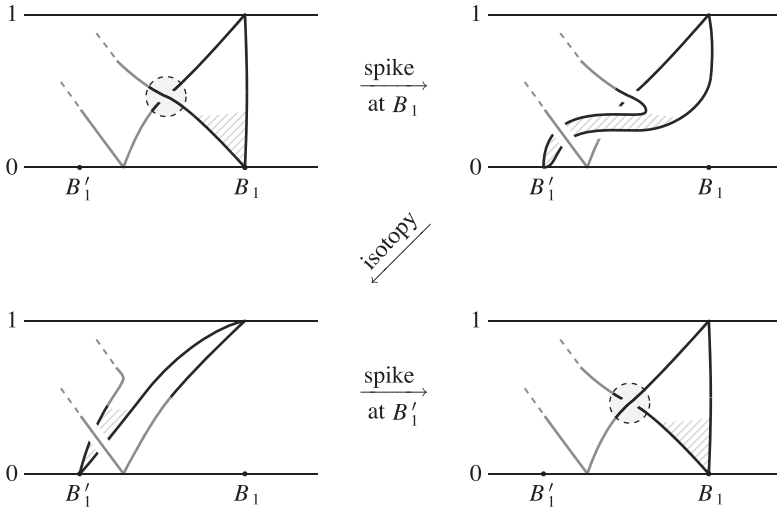 1
0
B′₁
B₁
spike
at B₁
1
0
B′₁
B₁
isotopy
1
0
B′₁
B₁
spike
at B′₁
1
0
B′₁
B₁